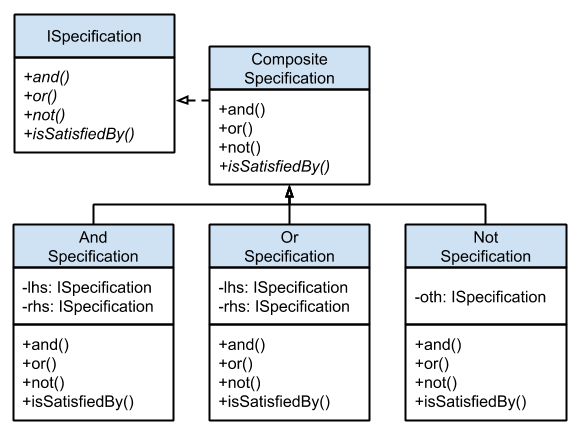 ISpecification
+and()
+or()
+not()
+isSatisfiedBy()
Composite
Specification
+and()
+or()
+not()
+isSatisfiedBy()
And
Specification
-lhs: ISpecification
-rhs: ISpecification
+and()
+or()
+not()
+isSatisfiedBy()
Or
Specification
-lhs: ISpecification
-rhs: ISpecification
+and()
+or()
+not()
+isSatisfiedBy()
Not
Specification
-oth: ISpecification
+and()
+or()
+not()
+isSatisfiedBy()